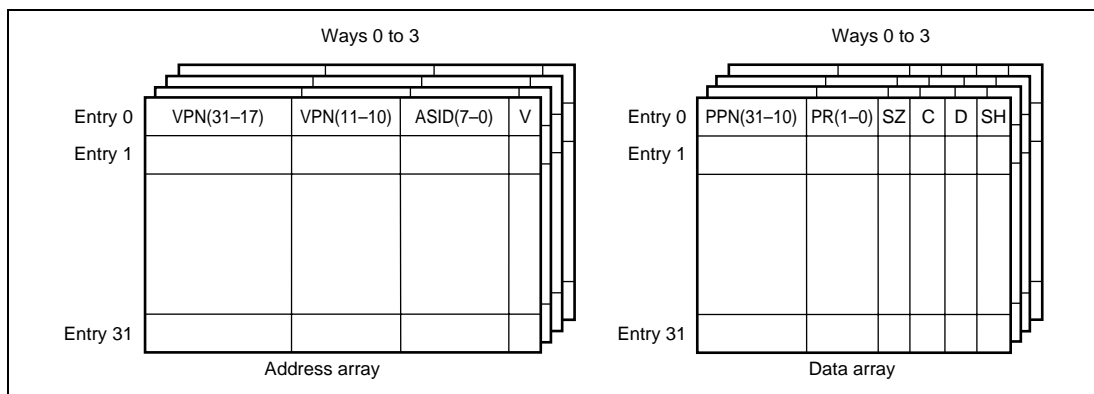 Ways 0 to 3
Entry 0 VPN(31–17) VPN(11–10) ASID(7–0) V
Entry 1
Entry 31
Address array
Ways 0 to 3
Entry 0 PPN(31–10) PR(1–0) SZ C D SH
Entry 1
Entry 31
Data array